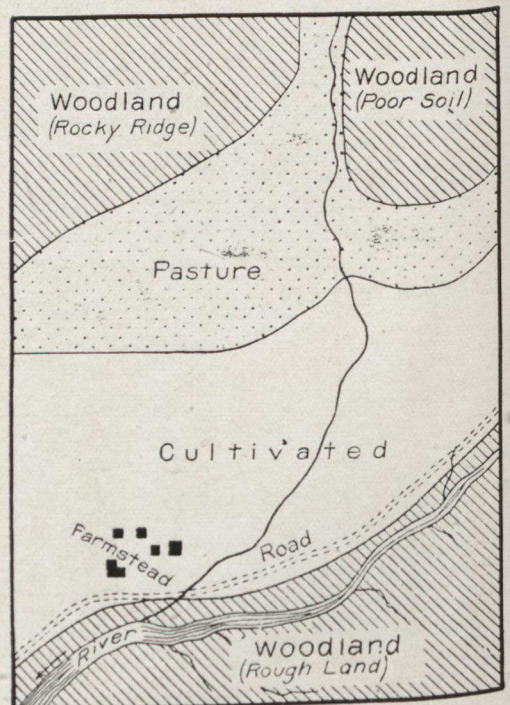 Woodland
(Rocky Ridge)
Woodland
(Poor Soil)
Pasture
Cultivated
Farmstead
Road
River
Woodland
(Rough Land)